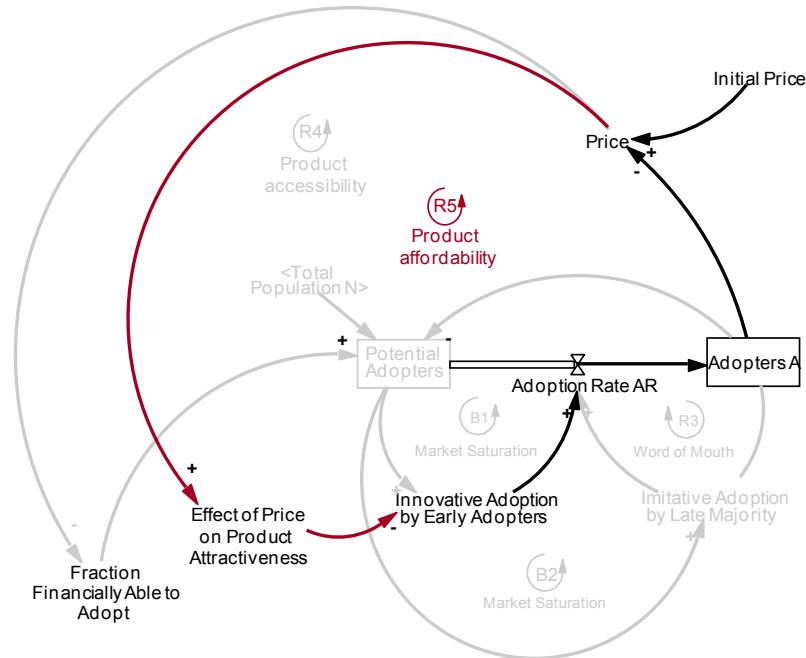 Initial Price
R4
Price
+
-
Product
accessibility
R5
Product
affordability
<Total
Population N>
+
-
Potential
Adopters
Adopters A
Adoption Rate AR
B1
+
+
R3
Market Saturation
Word of Mouth
+
+
Effect of Price
on Product
Attractiveness
-
Innovative Adoption
by Early Adopters
Imitative Adoption
by Late Majority
-
+
Fraction
Financially Able to
Adopt
B2
Market Saturation